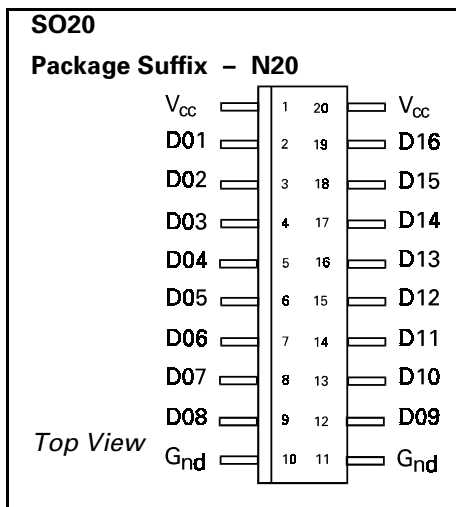 SO20
Package Suffix – N20
Vcc 1 20 Vcc
D01 2 19 D16
D02 3 18 D15
D03 4 17 D14
D04 5 16 D13
D05 6 15 D12
D06 7 14 D11
D07 8 13 D10
D08 9 12 D09
Top View
Gnd 10 11 Gnd